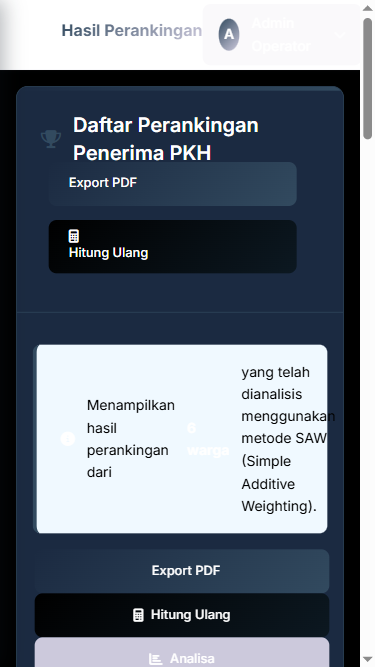 Hasil Perankingan
A
Admin
Operator
Daftar Perankingan
Penerima PKH
Export PDF
Hitung Ulang
Menampilkan
hasil
perankingan
dari
warga
yang telah
dianalisis
menggunakan
metode SAW
(Simple
Additive
Weighting).
Export PDF
Hitung Ulang
Analisa